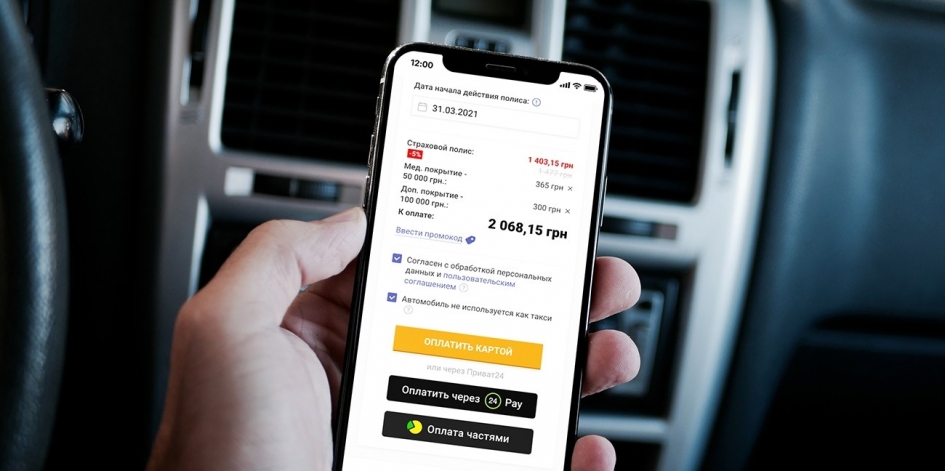 12:00
Дата начала действия полиса:
31.03.2021
Страховой полис:
-5%
1 403,15 грн
1 477 грн
Мед. покрытие -
50 000 грн.:
365 грн ×
Доп. покрытие -
100 000 грн.:
300 грн ×
К оплате:
2 068,15 грн
Ввести промокод
Согласен с обработкой персональных
данных и пользовательским
соглашением ?
Автомобиль не используется как такси
?
ОПЛАТИТЬ КАРТОЙ
или через Приват24
Оплатить через 24 Pay
Оплата частями